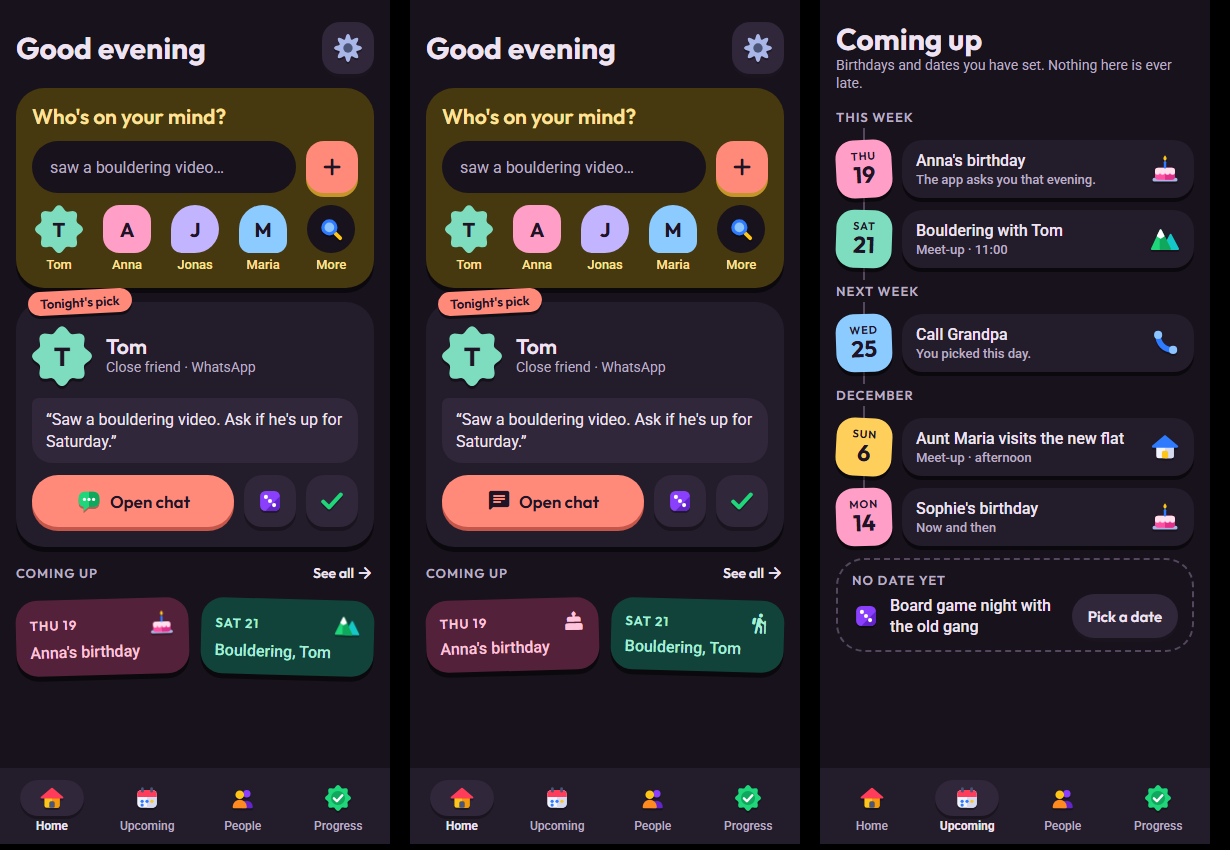 Good evening
Who's on your mind?
saw a bouldering video...
T
A
J
M
Tom
Anna
Jonas
Maria
More
Tonight's pick
T
Tom
Close friend · WhatsApp
“Saw a bouldering video. Ask if he's up for
Saturday.”
Open chat
COMING UP
See all
THU 19
Anna's birthday
SAT 21
Bouldering, Tom
Home
Upcoming
People
Progress
Good evening
Who's on your mind?
saw a bouldering video...
T
A
J
M
Tom
Anna
Jonas
Maria
More
Tonight's pick
T
Tom
Close friend · WhatsApp
“Saw a bouldering video. Ask if he's up for
Saturday.”
Open chat
COMING UP
See all
THU 19
Anna's birthday
SAT 21
Bouldering, Tom
Home
Upcoming
People
Progress
Coming up
Birthdays and dates you have set. Nothing here is ever
late.
THIS WEEK
THU
19
Anna's birthday
The app asks you that evening.
SAT
21
Bouldering with Tom
Meet-up · 11:00
NEXT WEEK
WED
25
Call Grandpa
You picked this day.
DECEMBER
SUN
6
Aunt Maria visits the new flat
Meet-up · afternoon
MON
14
Sophie's birthday
Now and then
NO DATE YET
Board game night with
the old gang
Pick a date
Home
Upcoming
People
Progress